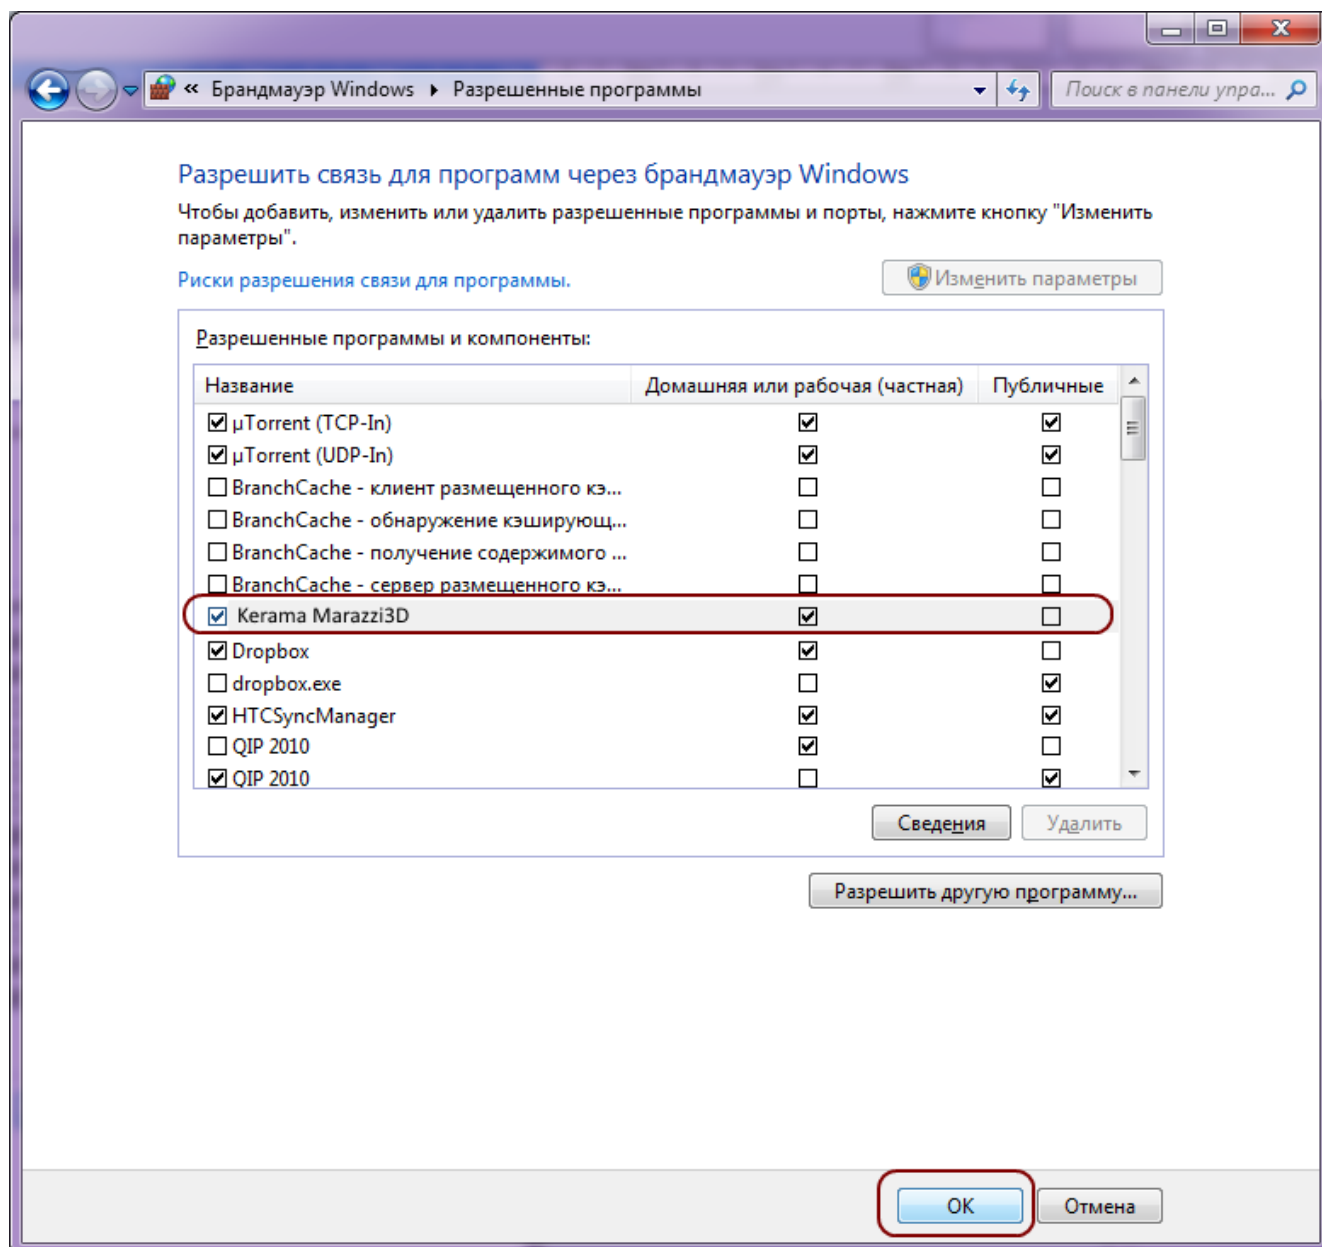 « Брандмауэр Windows Разрешенные программы
Поиск в панели упра...
Разрешить связь для программ через брандмауэр Windows
Чтобы добавить, изменить или удалить разрешенные программы и порты, нажмите кнопку "Изменить
параметры".
Риски разрешения связи для программы.
Изменить параметры
Разрешенные программы и компоненты:
Название Домашняя или рабочая (частная) Публичные
µTorrent (TCP-In)
µTorrent (UDP-In)
BranchCache - клиент размещенного кэ...
BranchCache - обнаружение кэширующ...
BranchCache - получение содержимого ...
BranchCache - сервер размещенного кэ...
Kerama Marazzi3D
Dropbox
dropbox.exe
HTCSyncManager
QIP 2010
QIP 2010
Сведения
Удалить
Разрешить другую программу...
ОК
Отмена